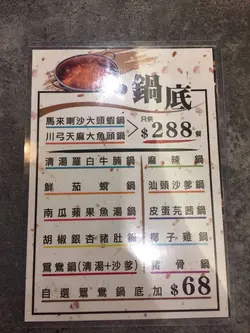 鍋底
馬來喇沙大頭蝦鍋
川弓天麻大魚頭鍋
只供
$288
清湯羅白牛腩鍋 麻辣鍋
鮮茄蜆鍋 汕頭沙爹鍋
南瓜蘋果魚湯鍋 皮蛋芫茜鍋
胡椒銀杏豬肚鍋 椰子雞鍋
鴛鴦鍋(清湯+沙爹) 豬骨鍋
自選鴛鴦鍋底加$68